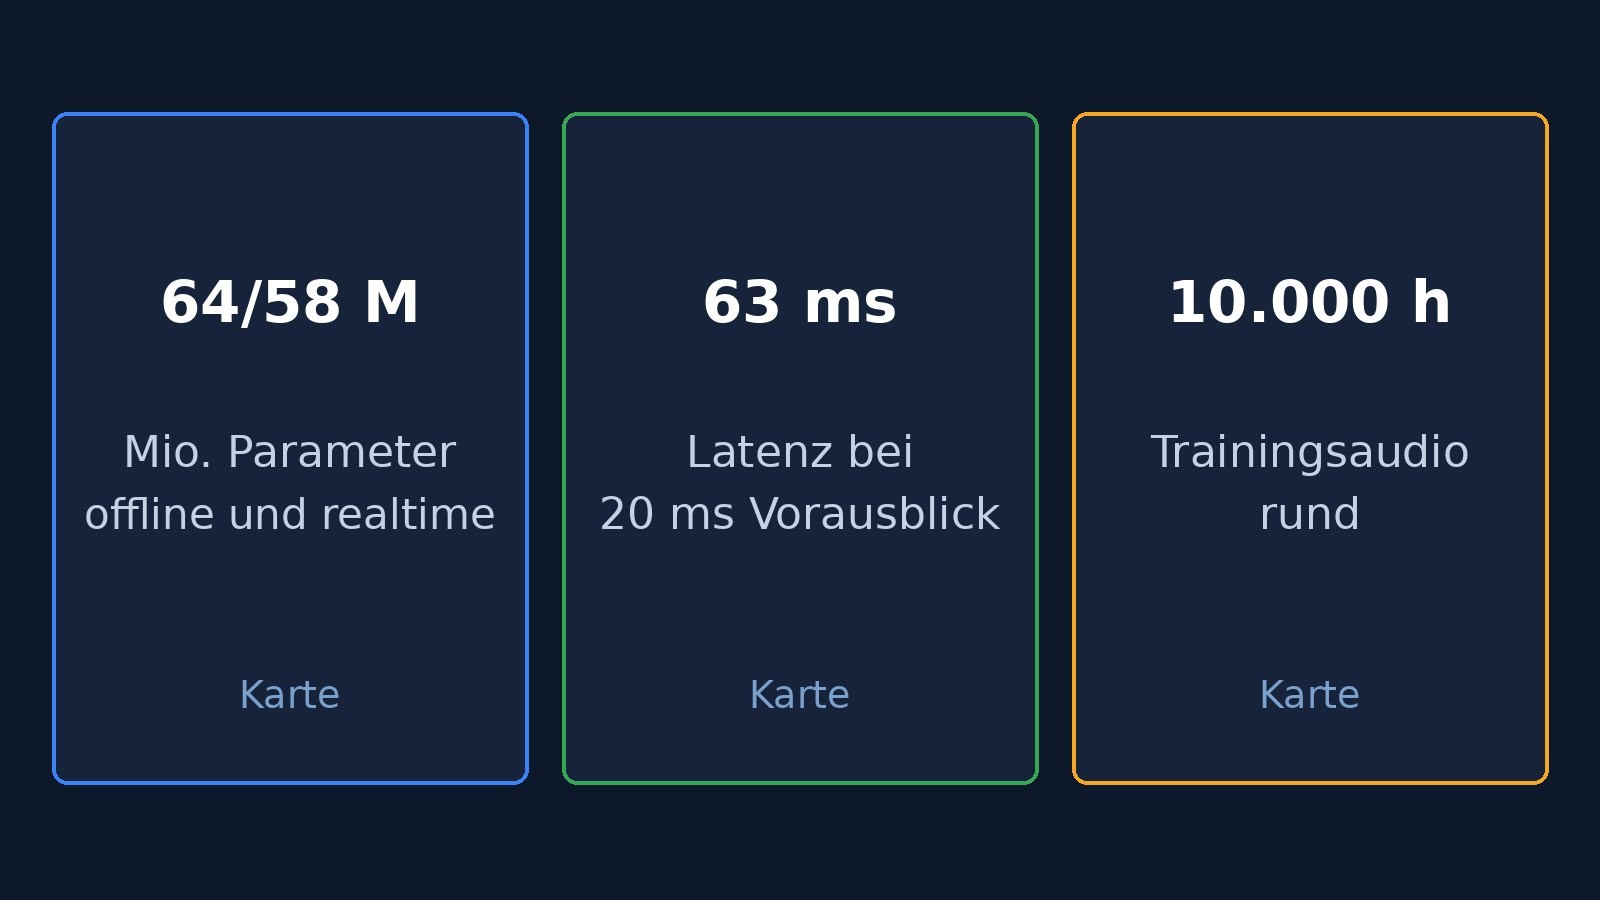 64/58 M
Mio. Parameter
offline und realtime
Karte
63 ms
Latenz bei
20 ms Vorausblick
Karte
10.000 h
Trainingsaudio
rund
Karte